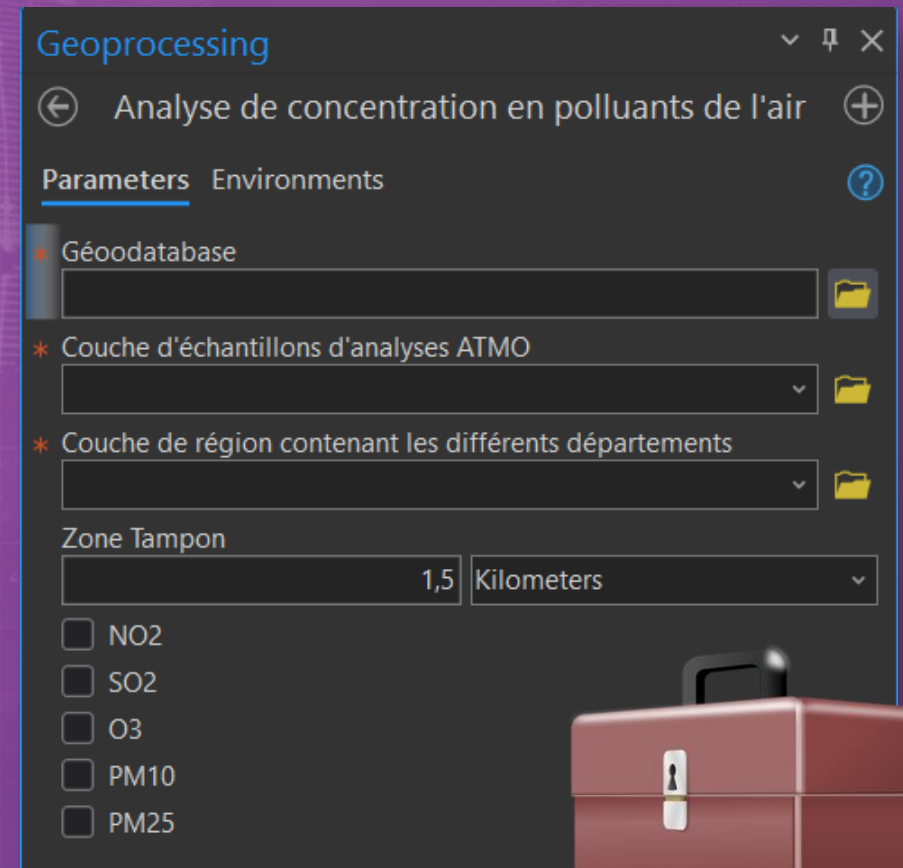 Geoprocessing
Analyse de concentration en polluants de l'air
Parameters Environments
* Géoodatabase
* Couche d'échantillons d'analyses ATMO
* Couche de région contenant les différents départements
Zone Tampon
1,5 Kilometers
NO2
SO2
O3
PM10
PM25